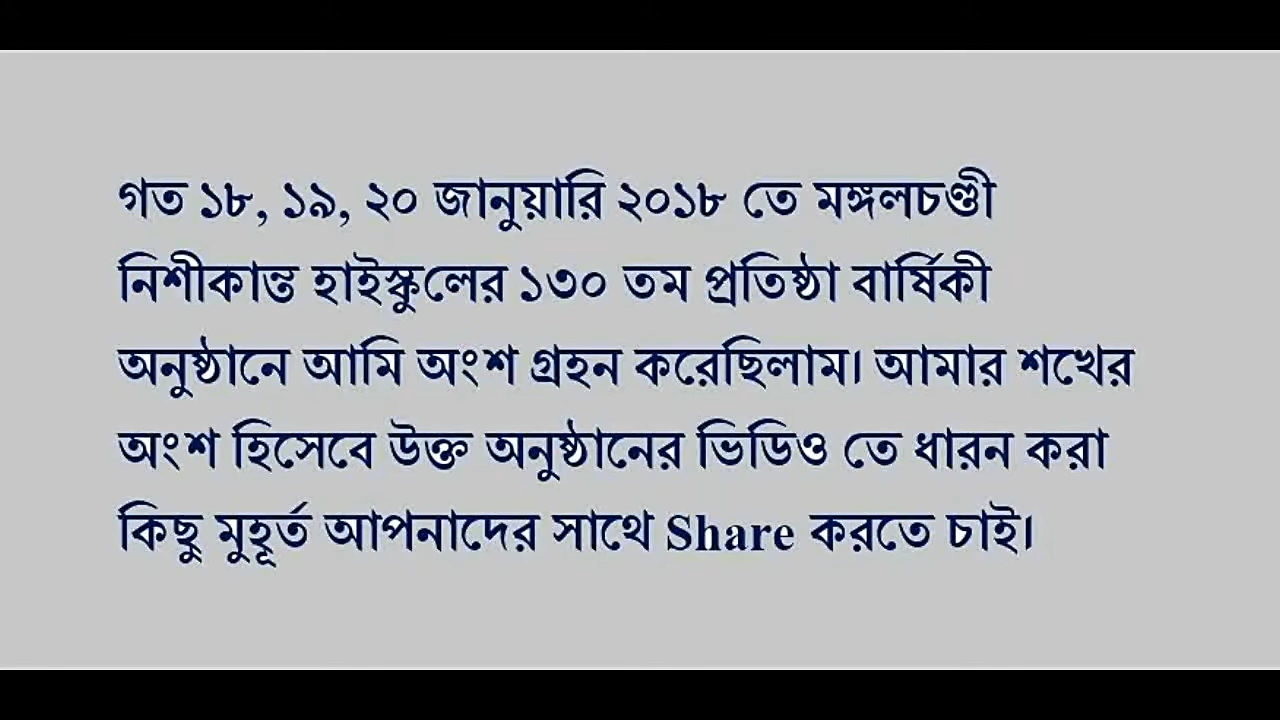 গত ১৮, ১৯, ২০ জানুয়ারি ২০১৮ তে মঙ্গলচণ্ডী
নিশীকান্ত হাইস্কুলের ১৩০ তম প্রতিষ্ঠা বার্ষিকী
অনুষ্ঠানে আমি অংশ গ্রহন করেছিলাম। আমার শখের
অংশ হিসেবে উক্ত অনুষ্ঠানের ভিডিও তে ধারন করা
কিছু মুহূর্ত আপনাদের সাথে Share করতে চাই।